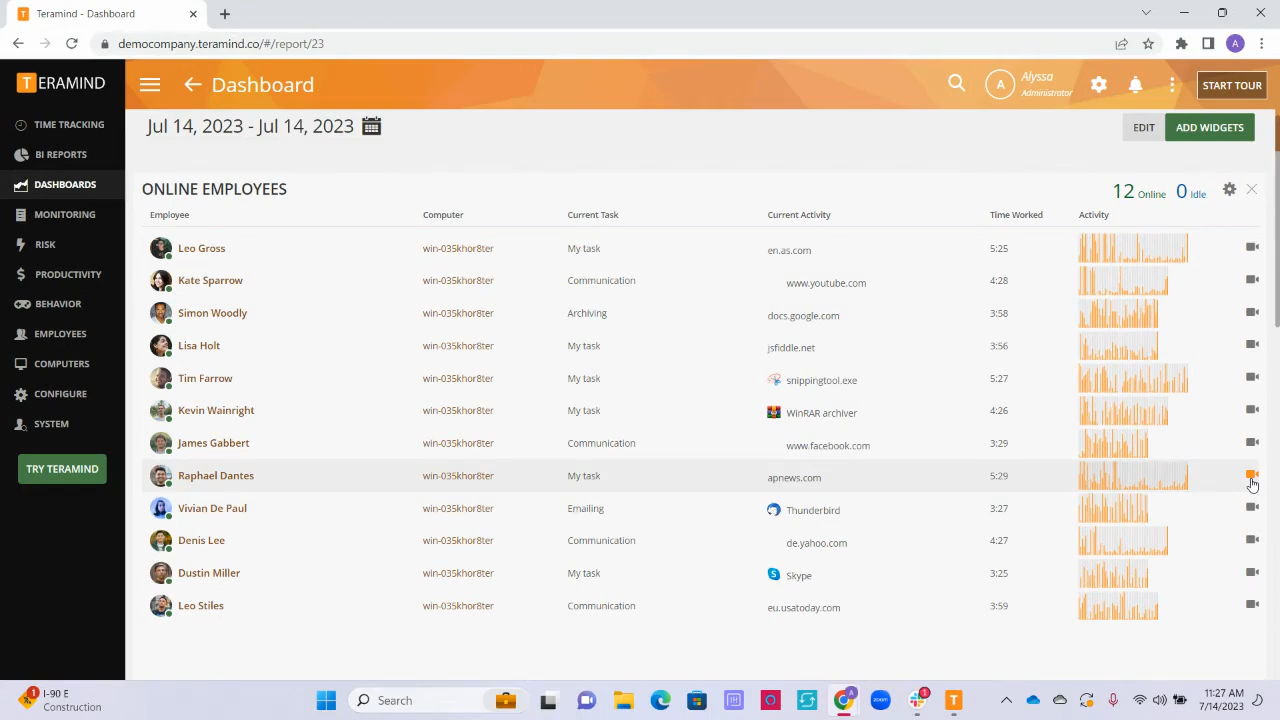 Teramind - Dashboard
democompany.teramind.co/#/report/23
A
TERAMIND
Dashboard
A
Alyssa
Administrator
START TOUR
TIME TRACKING
BI REPORTS
DASHBOARDS
MONITORING
RISK
PRODUCTIVITY
BEHAVIOR
EMPLOYEES
COMPUTERS
CONFIGURE
SYSTEM
TRY TERAMIND
Jul 14, 2023 - Jul 14, 2023
EDIT
ADD WIDGETS
ONLINE EMPLOYEES
12 Online 0 Idle
Employee Computer Current Task Current Activity Time Worked Activity
Leo Gross win-035khor8ter My task en.as.com 5:25
Kate Sparrow win-035khor8ter Communication www.youtube.com 4:28
Simon Woodly win-035khor8ter Archiving docs.google.com 3:58
Lisa Holt win-035khor8ter My task jsfiddle.net 3:56
Tim Farrow win-035khor8ter My task snippingtool.exe 5:27
Kevin Wainright win-035khor8ter My task WinRAR archiver 4:26
James Gabbert win-035khor8ter Communication www.facebook.com 3:29
Raphael Dantes win-035khor8ter My task apnews.com 5:29
Vivian De Paul win-035khor8ter Emailing Thunderbird 3:27
Denis Lee win-035khor8ter Communication de.yahoo.com 4:27
Dustin Miller win-035khor8ter My task Skype 3:25
Leo Stiles win-035khor8ter Communication eu.usatoday.com 3:59
1
I-90 E
Construction
Search
11:27 AM
7/14/2023